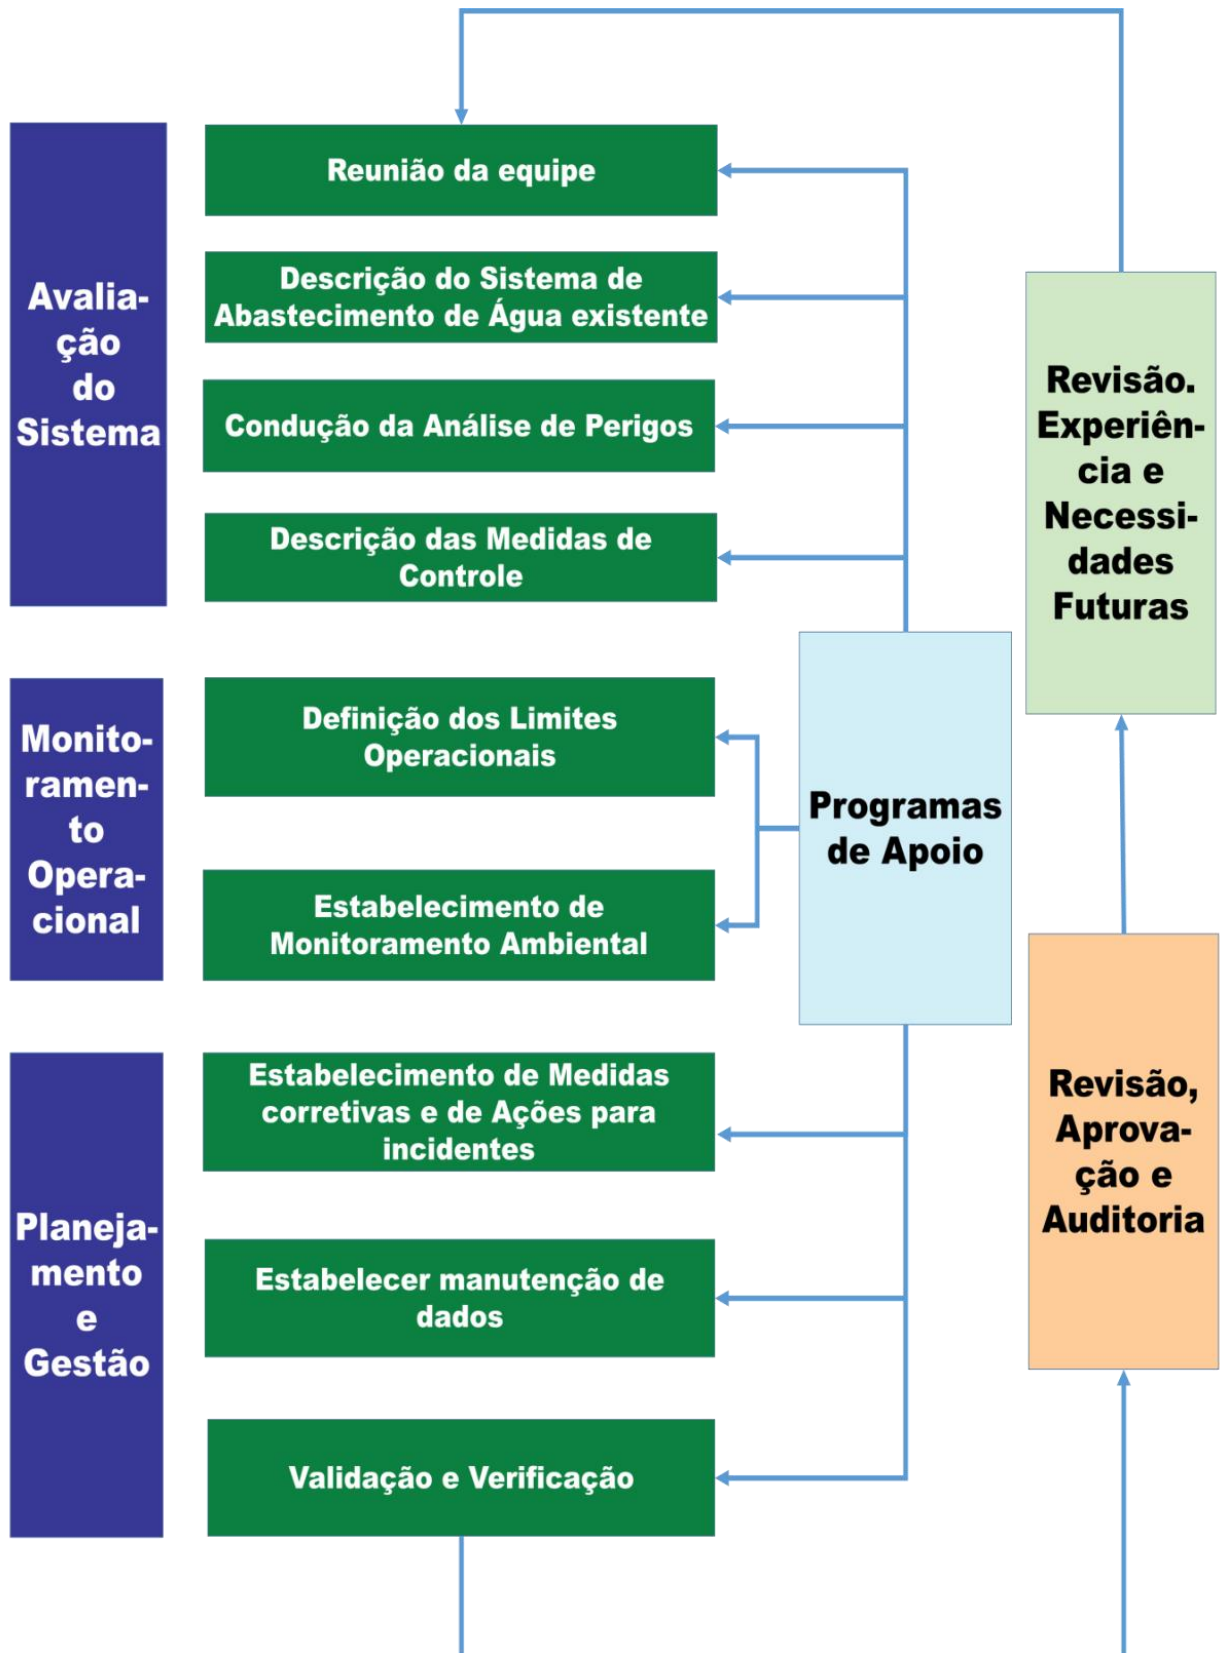 Avalia-
ção
do
Sistema
Reunião da equipe
Descrição do Sistema de
Abastecimento de Água existente
Condução da Análise de Perigos
Descrição das Medidas de
Controle
Monito-
ramen-
to
Opera-
cional
Definição dos Limites
Operacionais
Estabelecimento de
Monitoramento Ambiental
Planeja-
mento
e
Gestão
Estabelecimento de Medidas
corretivas e de Ações para
incidentes
Estabelecer manutenção de
dados
Validação e Verificação
Programas
de Apoio
Revisão.
Experiên-
cia e
Necessi-
dades
Futuras
Revisão,
Aprova-
ção e
Auditoria